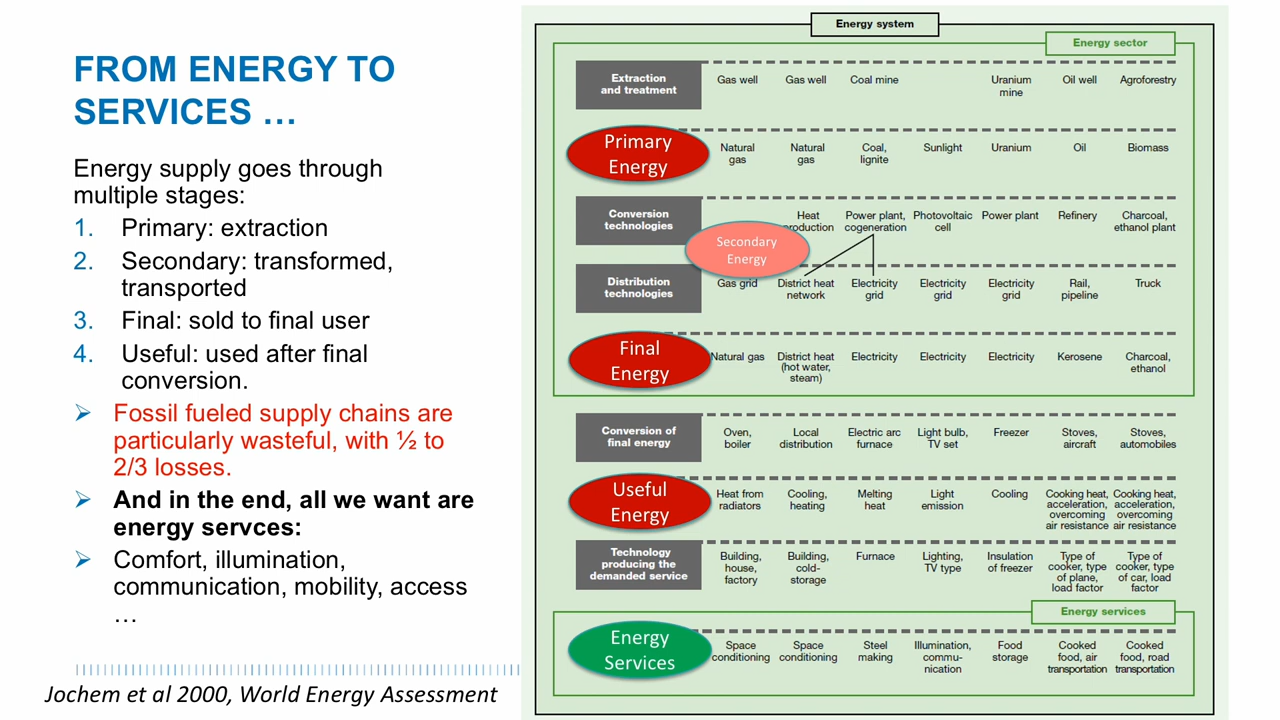 FROM ENERGY TO
SERVICES …
Energy supply goes through
multiple stages:
1. Primary: extraction
2. Secondary: transformed,
transported
3. Final: sold to final user
4. Useful: used after final
conversion.
Fossil fueled supply chains are
particularly wasteful, with ½ to
2/3 losses.
And in the end, all we want are
energy servces:
Comfort, illumination,
communication, mobility, access
…
Jochem et al 2000, World Energy Assessment
Energy system
Energy sector
Extraction
and treatment
Gas well Gas well Coal mine Uranium Oil well Agroforestry
mine
Primary
Energy
Natural Natural Coal, Sunlight Uranium Oil Biomass
gas gas lignite
Conversion
technologies
Heat Power plant, Photovoltaic Power plant Refinery Charcoal,
production cogeneration cell ethanol plant
Secondary
Energy
Distribution
technologies
Gas grid District heat Electricity Electricity Electricity Rail, Truck
network grid grid grid pipeline
Final
Energy
Natural gas District heat Electricity Electricity Electricity Kerosene Charcoal,
(hot water, ethanol
steam)
Conversion of
final energy
Oven, Local Electric arc Light bulb, Freezer Stoves, Stoves,
boiler distribution furnace TV set aircraft automobiles
Useful
Energy
Heat from Cooling, Melting Light Cooling Cooking heat, Cooking heat,
radiators heating heat emission acceleration, acceleration,
overcoming overcoming
air resistance air resistance
Technology
producing the
demanded service
Building, Building, Furnace Lighting, Insulation Type of Type of
house, cold- TV type of freezer cooker, type cooker, type
factory storage of plane, of car, load
load factor factor
Energy services
Energy
Services
Space Space Steel Illumination, Food Cooked Cooked
conditioning conditioning making commu- storage food, air food, road
nication transportation transportation